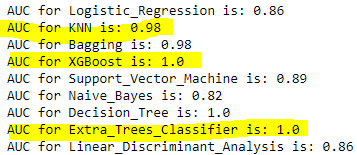 AUC for Logistic_Regression is: 0.86
AUC for KNN is: 0.98
AUC for Bagging is: 0.98
AUC for XGBoost is: 1.0
AUC for Support_Vector_Machine is: 0.89
AUC for Naive_Bayes is: 0.82
AUC for Decision_Tree is: 1.0
AUC for Extra_Trees_Classifier is: 1.0
AUC for Linear_Discriminant_Analysis is: 0.86